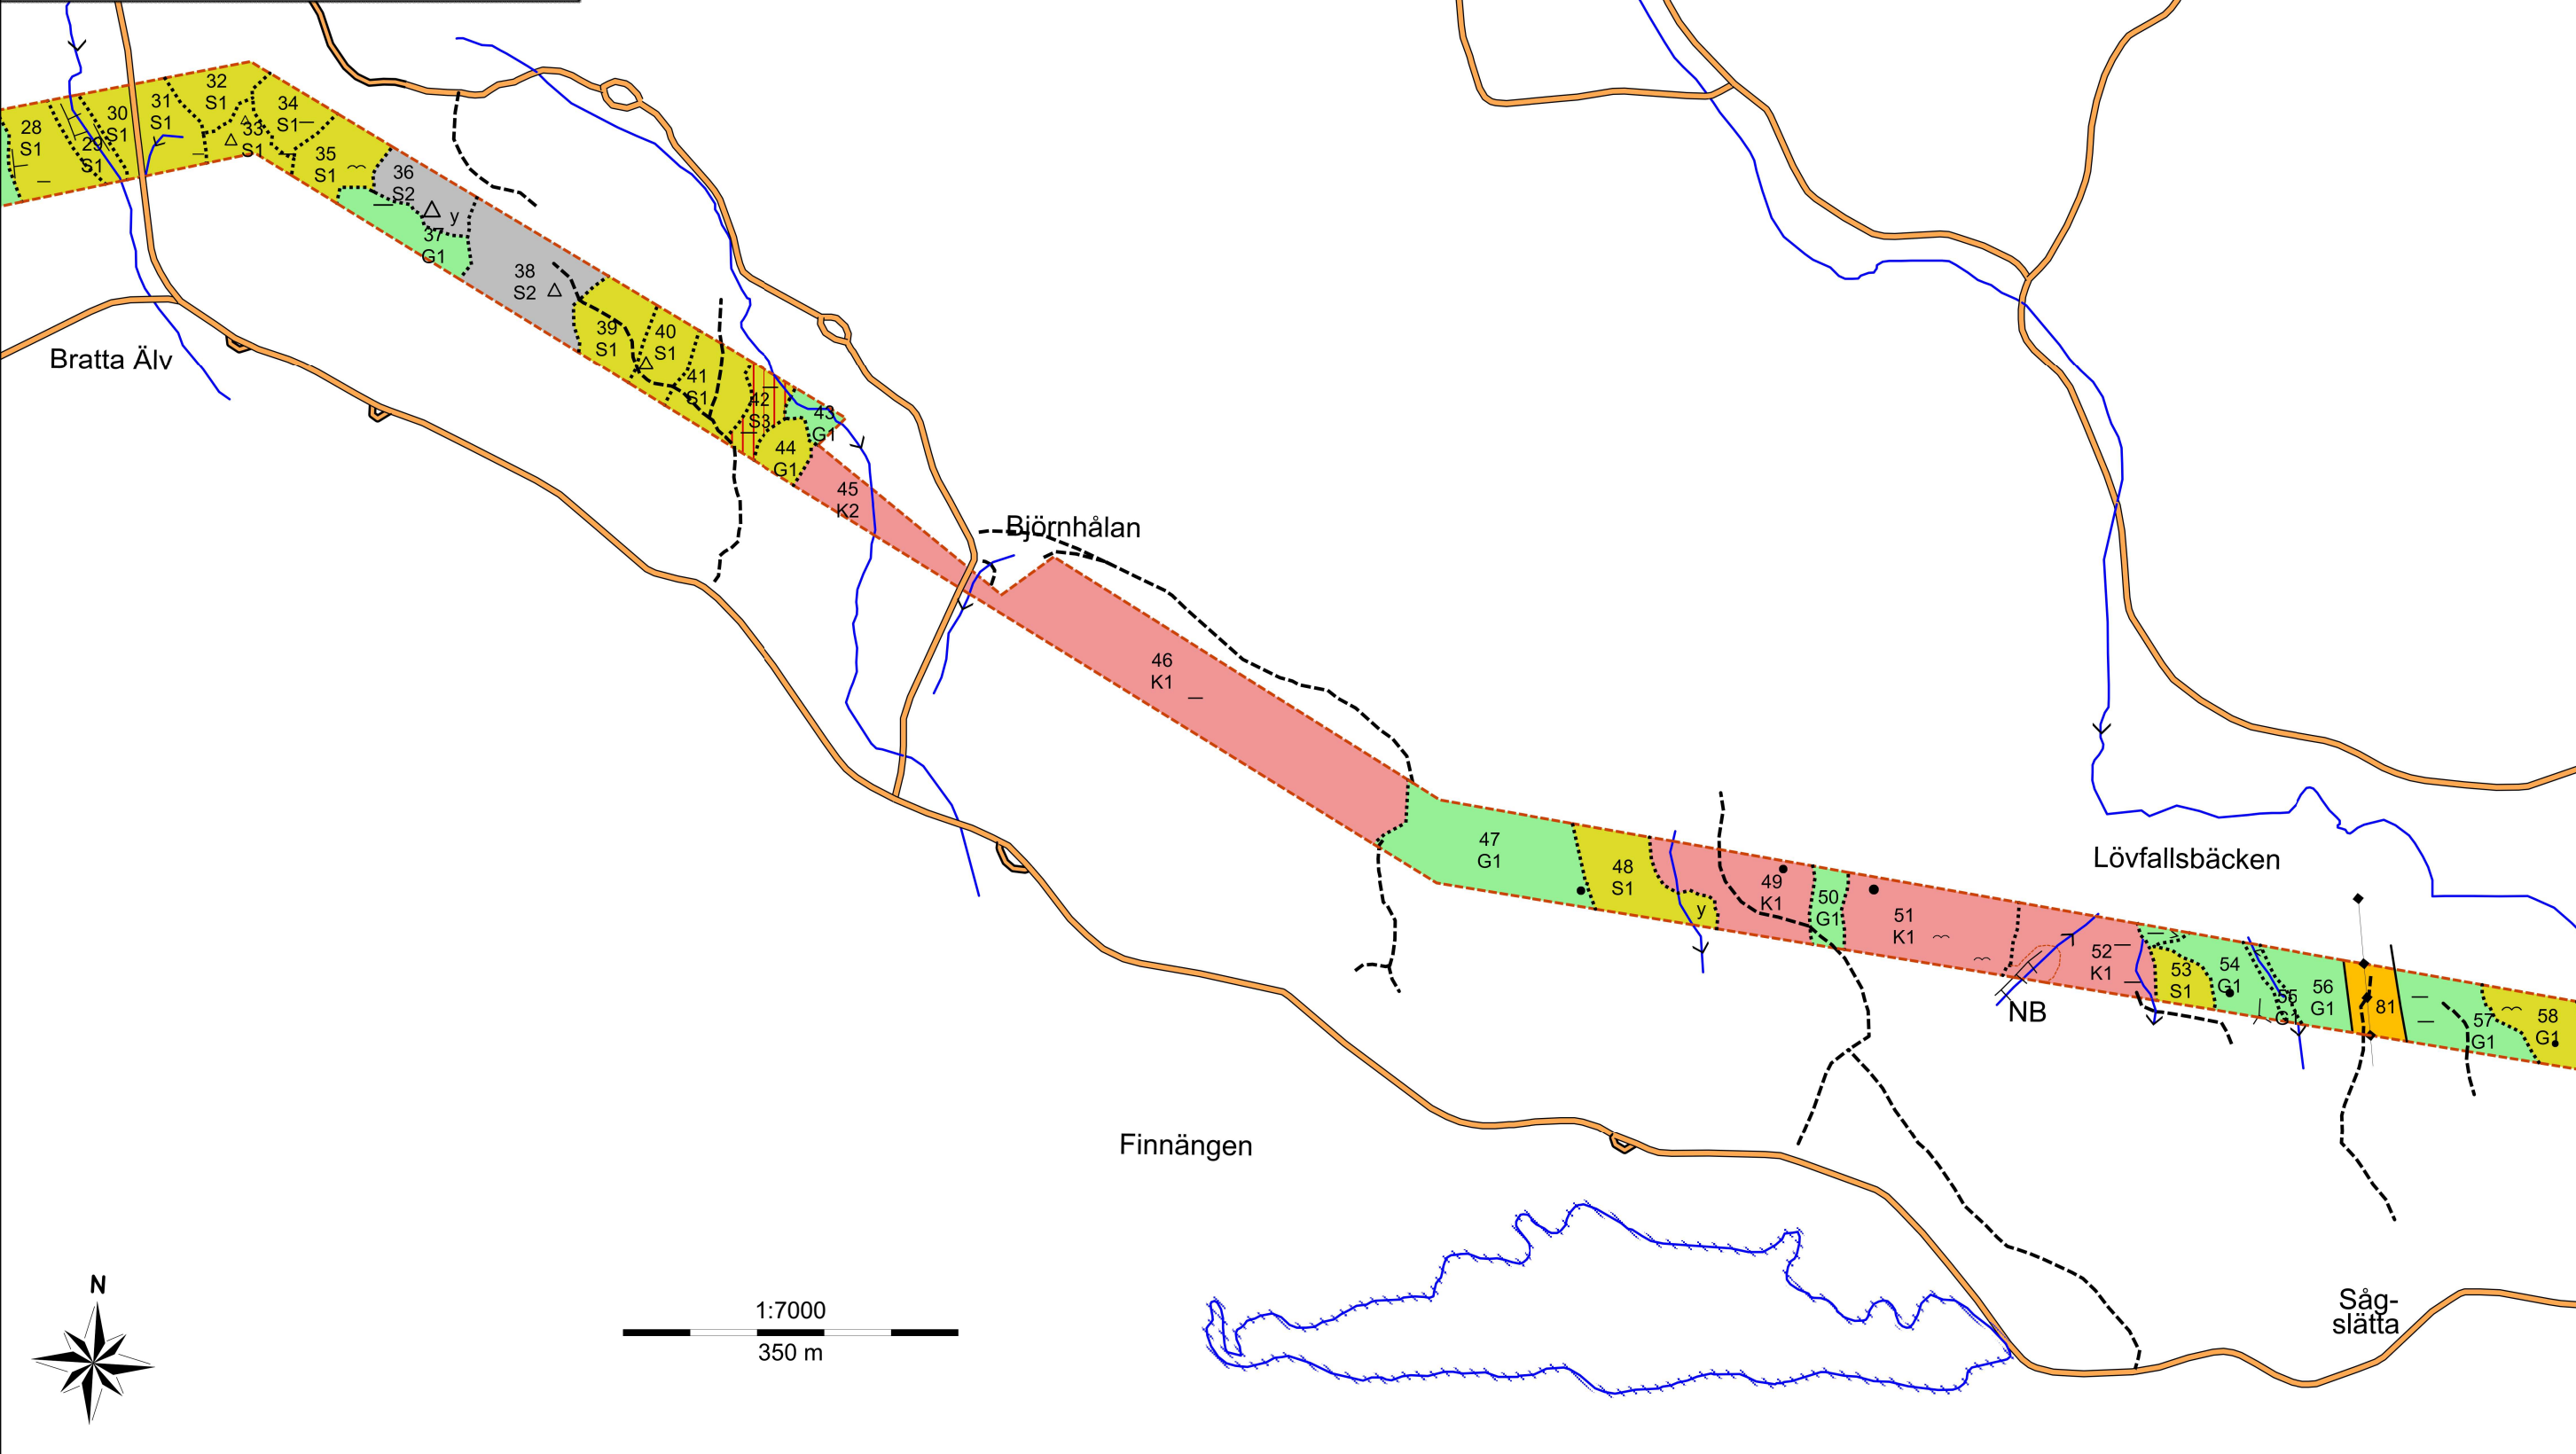 28
S1
29
S1
30
S1
31
S1
32
S1
33
S1
34
S1
35
S1
36
S2
y
37
G1
38
S2
39
S1
40
S1
41
S1
42
S3
43
G1
44
G1
45
K2
46
K1
47
G1
48
S1
y
49
K1
50
G1
51
K1
52
K1
53
S1
54
G1
55
G1
56
G1
81
57
G1
58
G1
Bratta Älv
Björnhålan
Lövfallsbäcken
NB
Finnängen
Såg-
slätta
N
1:7000
350 m